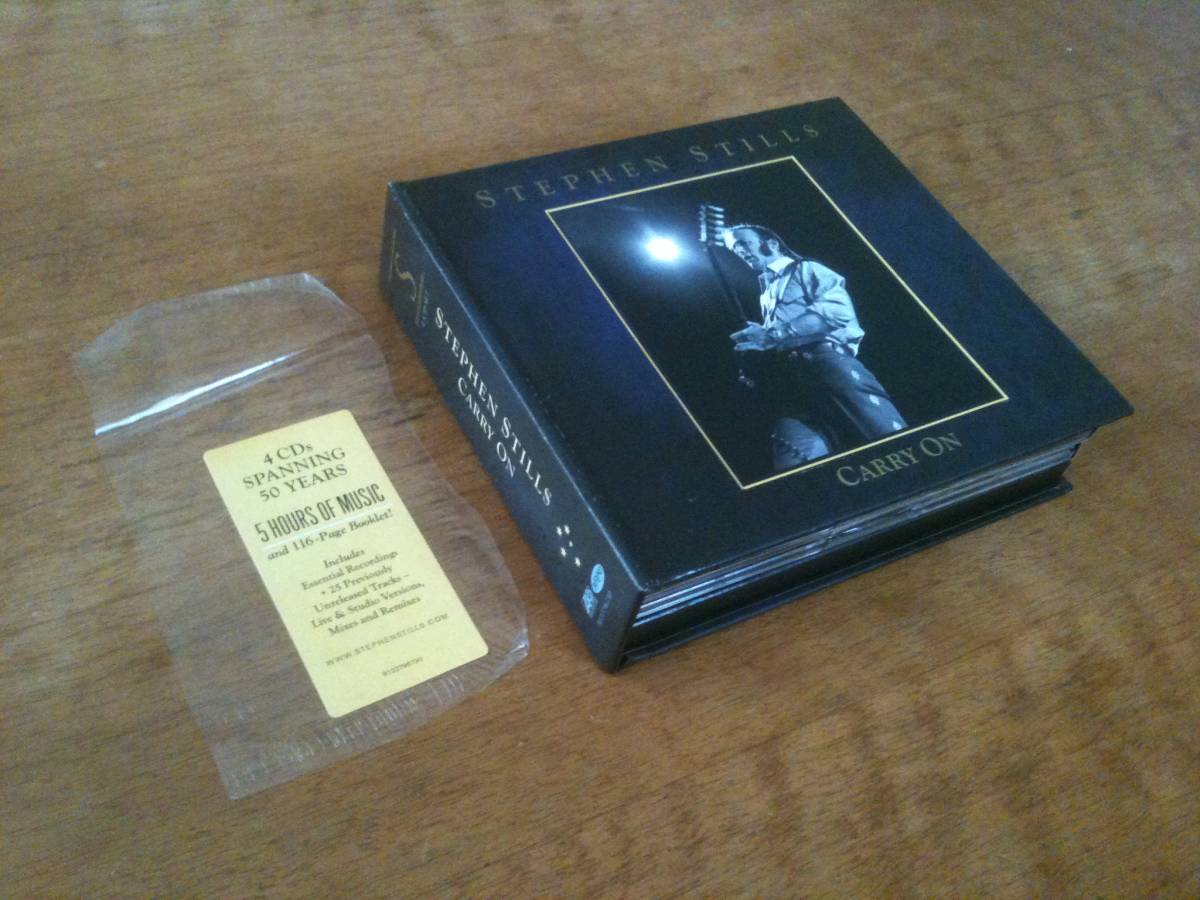 STEPHEN STILLS
CARRY ON
STEPHEN STILLS
CARRY ON
4 CDs
SPANNING
50 YEARS
5 HOURS OF MUSIC
and 116-Page Booklet!
Includes
Essential Recordings
+ 25 Previously
Unreleased Tracks –
Live & Studio Versions,
Mixes and Remixes
WWW.STEPHENSTILLS.COM